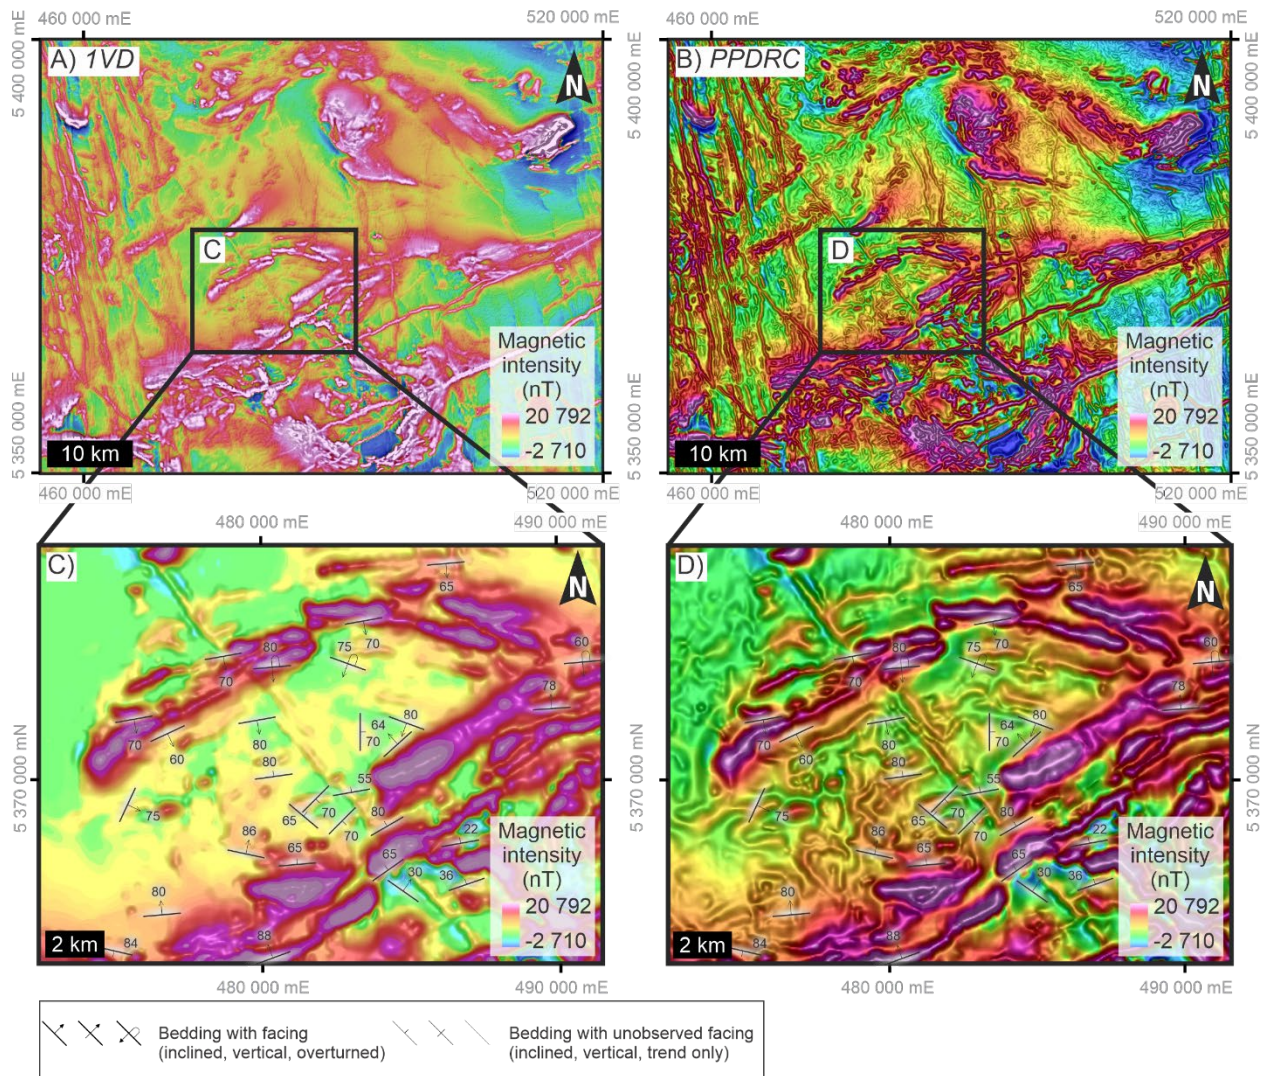 460 000 mE
520 000 mE
460 000 mE
520 000 mE
5 400 000 mE
A) 1VD
N
C
Magnetic
intensity
(nT)
20 792
-2 710
10 km
5 350 000 mE
5 400 000 mE
B) PPDRC
N
D
Magnetic
intensity
(nT)
20 792
-2 710
10 km
5 350 000 mE
5 400 000 mE
5 350 000 mE
460 000 mE
520 000 mE
460 000 mE
520 000 mE
480 000 mE
490 000 mE
480 000 mE
490 000 mE
C)
N
65
80
75
70
60
70
78
70
60
80
64
80
70
80
55
75
65
70
70
80
86
65
65
22
30
36
80
84
88
5 370 000 mN
Magnetic
intensity
(nT)
20 792
-2 710
2 km
D)
N
65
80
75
70
60
70
78
70
60
80
64
80
70
80
55
75
65
70
70
80
86
65
65
22
30
36
80
84
88
5 370 000 mN
5 370 000 mN
Magnetic
intensity
(nT)
20 792
-2 710
2 km
480 000 mE
490 000 mE
480 000 mE
490 000 mE
Bedding with facing
(inclined, vertical, overturned)
Bedding with unobserved facing
(inclined, vertical, trend only)